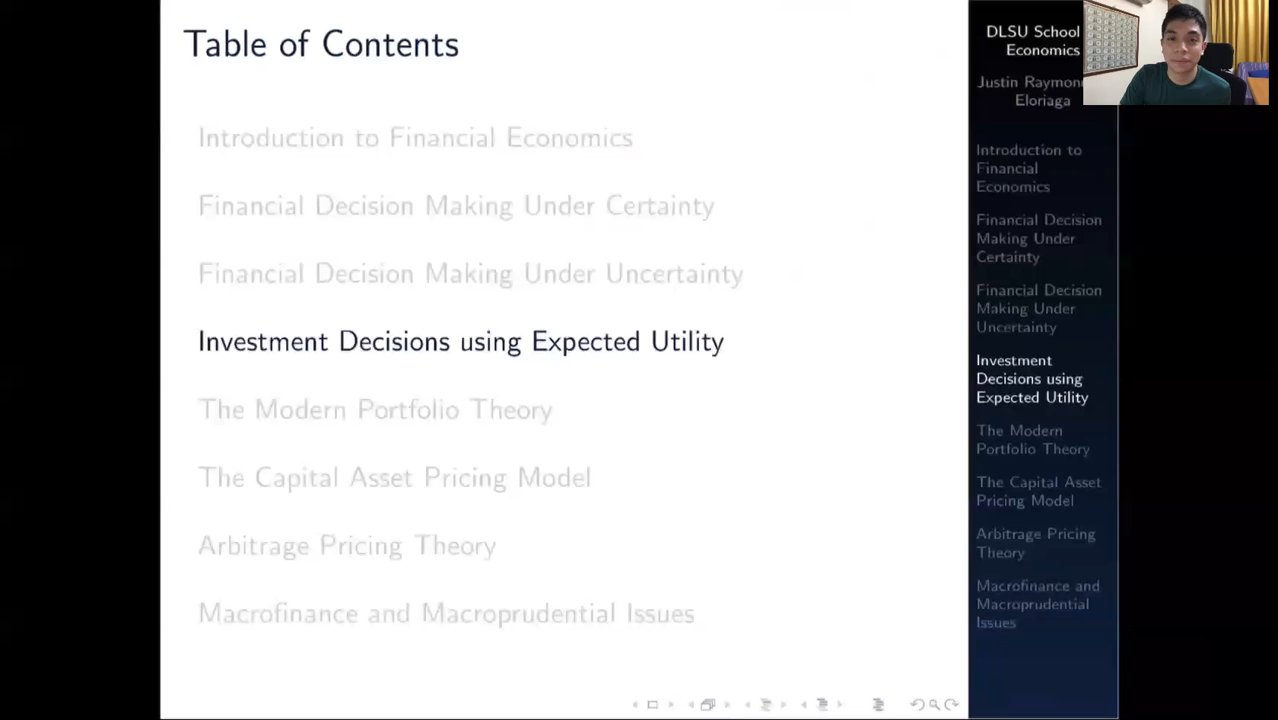 Table of Contents
Introduction to Financial Economics
Financial Decision Making Under Certainty
Financial Decision Making Under Uncertainty
Investment Decisions using Expected Utility
The Modern Portfolio Theory
The Capital Asset Pricing Model
Arbitrage Pricing Theory
Macrofinance and Macroprudential Issues
DLSU School
Economics
Justin Raymon
Eloriaga
Introduction to
Financial
Economics
Financial Decision
Making Under
Certainty
Financial Decision
Making Under
Uncertainty
Investment
Decisions using
Expected Utility
The Modern
Portfolio Theory
The Capital Asset
Pricing Model
Arbitrage Pricing
Theory
Macrofinance and
Macroprudential
Issues